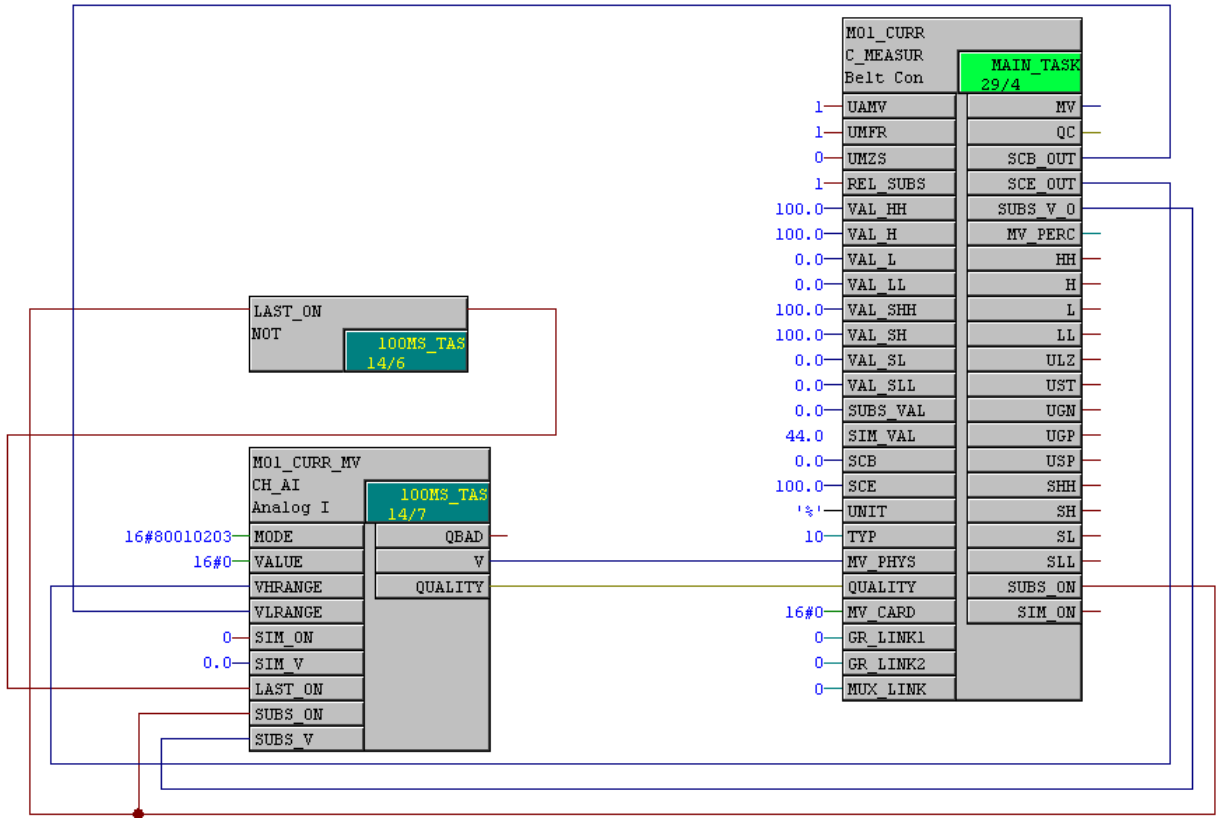 M01_CURR
C_MEASUR
Belt Con
MAIN_TASK
29/4
1 UAMV MV
1 UMFR QC
0 UMZS SCB_OUT
1 REL_SUBS SCE_OUT
100.0 VAL_HH SUBS_V_O
100.0 VAL_H MV_PERC
0.0 VAL_L HH
0.0 VAL_LL H
100.0 VAL_SHH L
100.0 VAL_SH LL
0.0 VAL_SL ULZ
0.0 VAL_SLL UST
0.0 SUBS_VAL UGN
44.0 SIM_VAL UGP
0.0 SCB USP
100.0 SCE SHH
'%' UNIT SH
10 TYP SL
MV_PHYS SLL
QUALITY SUBS_ON
16#0 MV_CARD SIM_ON
0 GR_LINK1
0 GR_LINK2
0 MUX_LINK
LAST_ON
NOT
100MS_TAS
14/6
M01_CURR_MV
CH_AI
Analog I
100MS_TAS
14/7
16#80010203 MODE QBAD
16#0 VALUE V
VHRANGE QUALITY
VLRANGE
0 SIM_ON
0.0 SIM_V
LAST_ON
SUBS_ON
SUBS_V